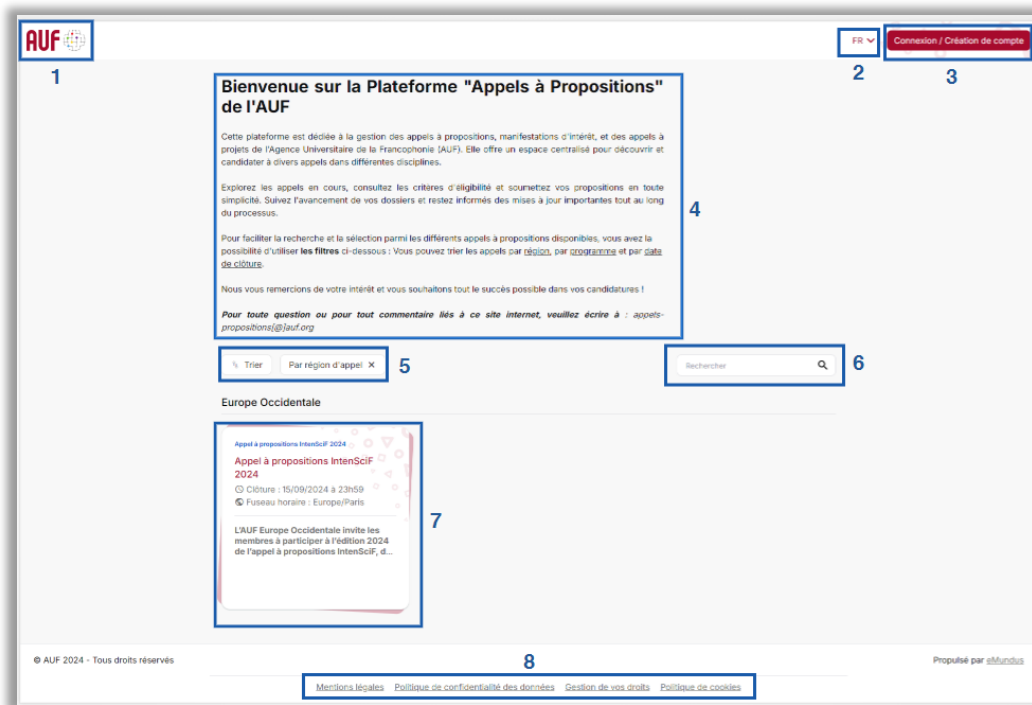 AUF
FR
Connexion / Création de compte
1
2
3
Bienvenue sur la Plateforme "Appels à Propositions"
de l'AUF
Cette plateforme est dédiée à la gestion des appels à propositions, manifestations d'intérêt, et des appels à
projets de l'Agence Universitaire de la Francophonie (AUF). Elle offre un espace centralisé pour découvrir et
candidater à divers appels dans différentes disciplines.
Explorez les appels en cours, consultez les critères d'éligibilité et soumettez vos propositions en toute
simplicité. Suivez l'avancement de vos dossiers et restez informés des mises à jour importantes tout au long
du processus.
4
Pour faciliter la recherche et la sélection parmi les différents appels à propositions disponibles, vous avez la
possibilité d'utiliser les filtres ci-dessous : Vous pouvez trier les appels par région, par programme et par date
de clôture.
Nous vous remercions de votre intérêt et vous souhaitons tout le succès possible dans vos candidatures !
Pour toute question ou pour tout commentaire liés à ce site internet, veuillez écrire à : appels-
propositions[@]auf.org
Trier
Par région d'appel ×
5
Rechercher
6
Europe Occidentale
Appel à propositions IntenSciF 2024
Appel à propositions IntenSciF
2024
Clôture : 15/09/2024 à 23h59
Fuseau horaire : Europe/Paris
7
L'AUF Europe Occidentale invite les
membres à participer à l'édition 2024
de l'appel à propositions IntenSciF, d...
© AUF 2024 - Tous droits réservés
8
Propulsé par eMundus
Mentions légales Politique de confidentialité des données Gestion de vos droits Politique de cookies